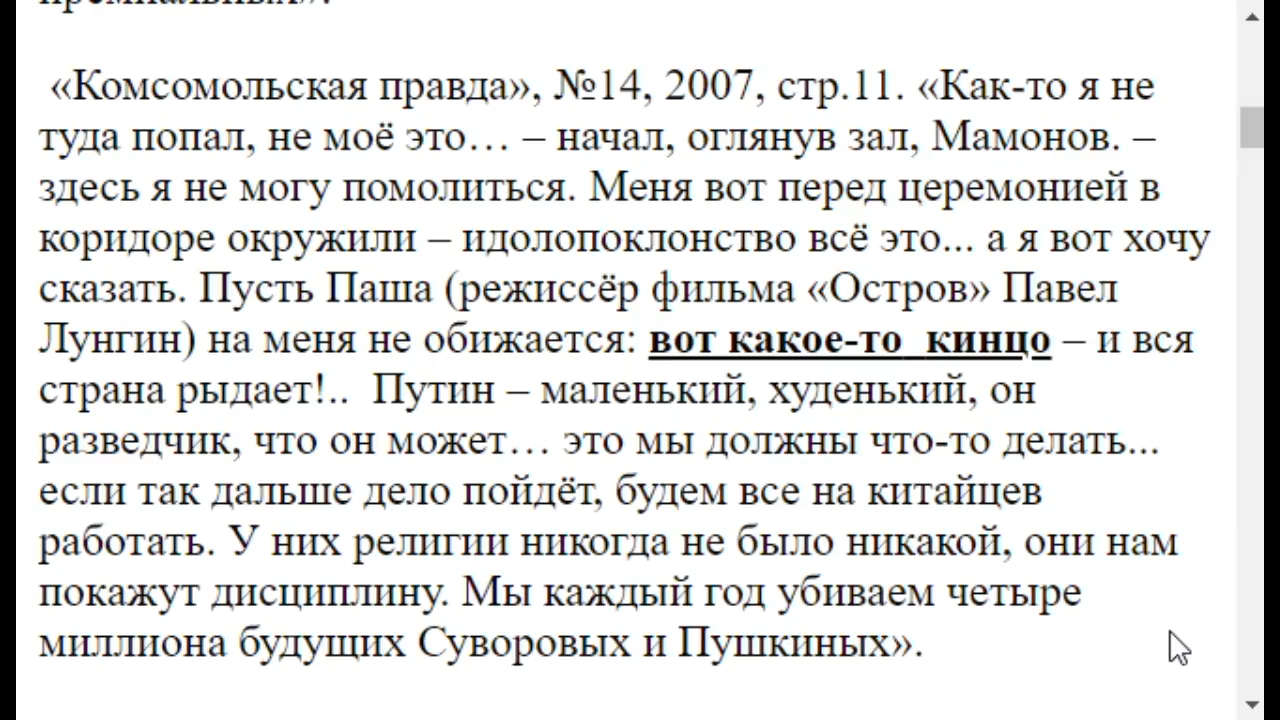 премиальных».
«Комсомольская правда», №14, 2007, стр.11. «Как-то я не
туда попал, не моё это… – начал, оглянув зал, Мамонов. –
здесь я не могу помолиться. Меня вот перед церемонией в
коридоре окружили – идолопоклонство всё это... а я вот хочу
сказать. Пусть Паша (режиссёр фильма «Остров» Павел
Лунгин) на меня не обижается: вот какое-то  кинцо – и вся
страна рыдает!..  Путин – маленький, худенький, он
разведчик, что он может… это мы должны что-то делать...
если так дальше дело пойдёт, будем все на китайцев
работать. У них религии никогда не было никакой, они нам
покажут дисциплину. Мы каждый год убиваем четыре
миллиона будущих Суворовых и Пушкиных».